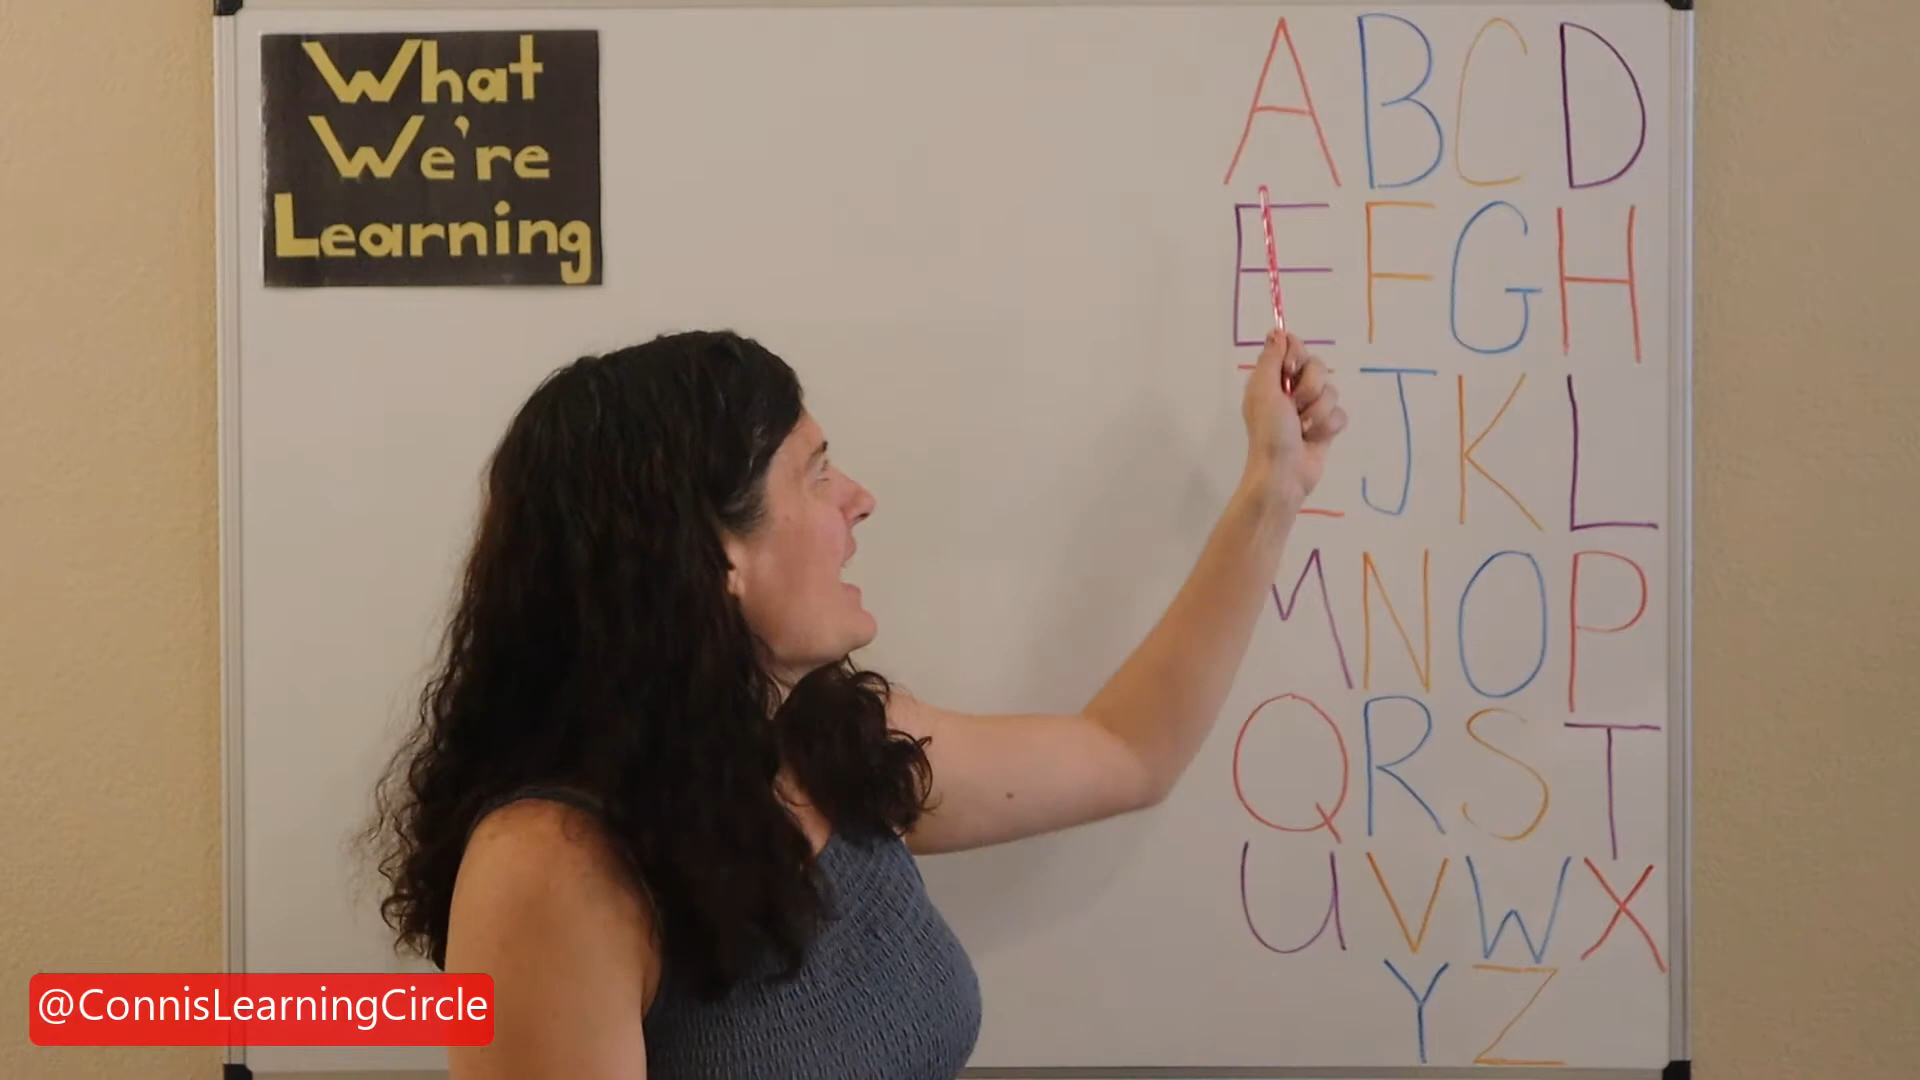 What
We're
Learning
A B C D
E F G H
J K L
M N O P
Q R S T
U V W X
Y Z
@ConnisLearningCircle